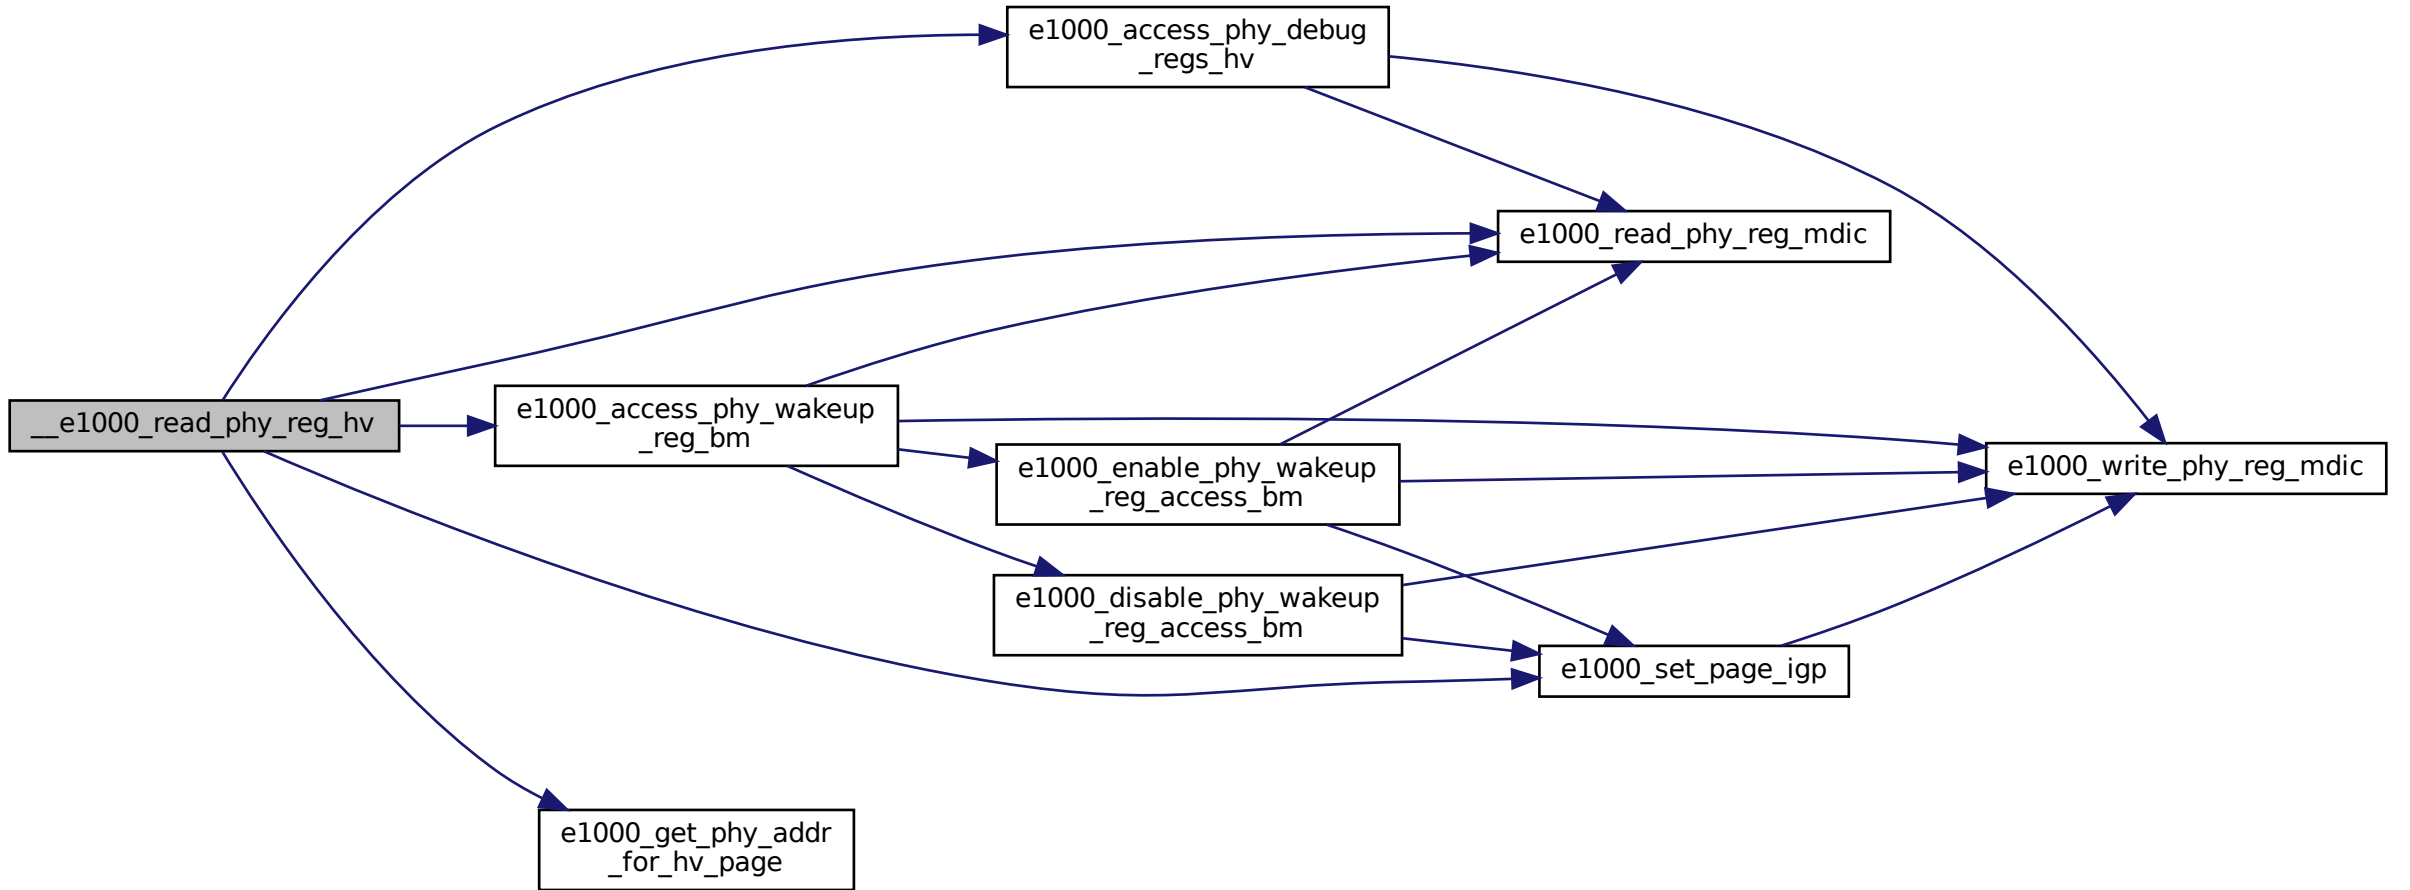 e1000_access_phy_debug
_regs_hv
e1000_read_phy_reg_mdic
__e1000_read_phy_reg_hv
e1000_access_phy_wakeup
_reg_bm
e1000_enable_phy_wakeup
_reg_access_bm
e1000_write_phy_reg_mdic
e1000_disable_phy_wakeup
_reg_access_bm
e1000_set_page_igp
e1000_get_phy_addr
_for_hv_page